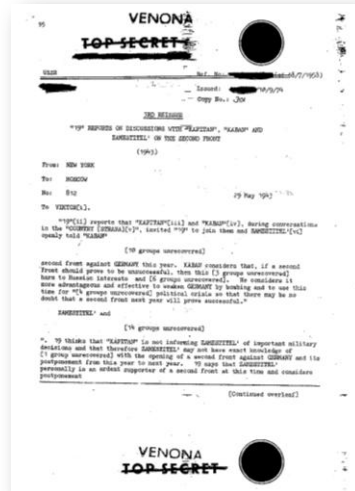 95
VENONA
TOP SECRET
USSR
Ref. No.:
Issued: /10/74
Copy No.: 301
3RD REISSUE
"19" REPORTS ON DISCUSSIONS WITH "KAPITAN", "KABAN" AND
ZAMESTITEL' ON THE SECOND FRONT
(1943)
From: NEW YORK
To: MOSCOW
No: 812
29 May 1943
To VIKTOR[i].
"19"[ii] reports that "KAPITAN"[iii] and "KABAN"[iv], during conversations
in the "COUNTRY [STRANA][v]", invited "19" to join them and ZAMESTITEL'[vi]
openly told "KABAN"
[10 groups unrecovered]
second front against GERMANY this year. KABAN considers that, if a second
front should prove to be unsuccessful, then this [3 groups unrecovered]
harm to Russian interests and [6 groups unrecovered]. He considers it
more advantageous and effective to weaken GERMANY by bombing and to use this
time for "[4 groups unrecovered] political crisis so that there may be no
doubt that a second front next year will prove successful."
ZAMESTITEL' and
[14 groups unrecovered]
". 19 thinks that "KAPITAN" is not informing ZAMESTITEL' of important military
decisions and that therefore ZAMESTITEL' may not have exact knowledge of
[1 group unrecovered] with the opening of a second front against GERMANY and its
postponement from this year to next year. 19 says that ZAMESTITEL'
personally is an ardent supporter of a second front at this time and considers
postponement
[Continued overleaf]
VENONA
TOP SECRET